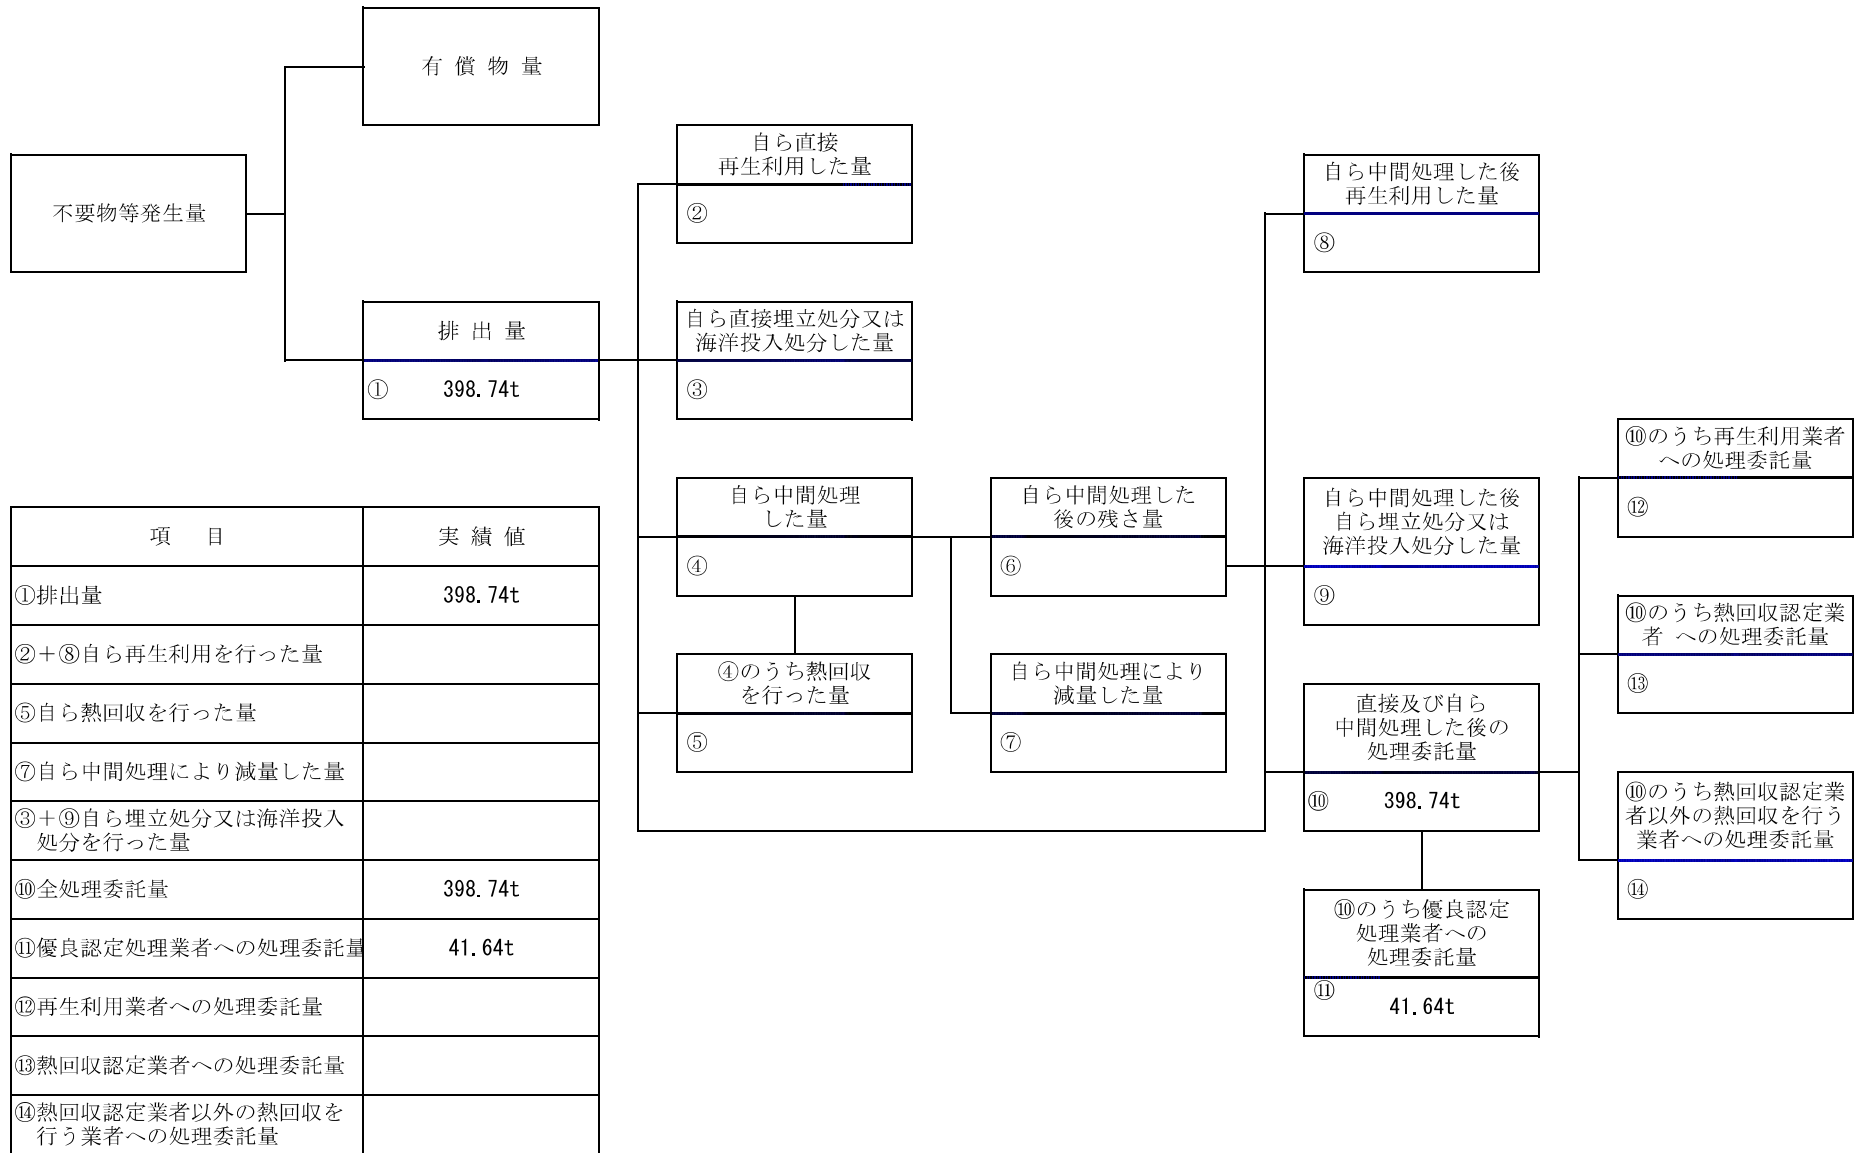 有 償 物 量
不要物等発生量
排 出 量
① 398.74t
自ら直接
再生利用した量
②
自ら直接埋立処分又は
海洋投入処分した量
③
自ら中間処理
した量
④
④のうち熱回収
を行った量
⑤
自ら中間処理した
後の残さ量
⑥
自ら中間処理により
減量した量
⑦
自ら中間処理した後
再生利用した量
⑧
自ら中間処理した後
自ら埋立処分又は
海洋投入処分した量
⑨
直接及び自ら
中間処理した後の
処理委託量
⑩ 398.74t
⑩のうち優良認定
処理業者への
処理委託量
⑪ 41.64t
⑩のうち再生利用業者
への処理委託量
⑫
⑩のうち熱回収認定業
者 への処理委託量
⑬
⑩のうち熱回収認定業
者以外の熱回収を行う
業者への処理委託量
⑭
項 目 実 績 値
①排出量 398.74t
②＋⑧自ら再生利用を行った量
⑤自ら熱回収を行った量
⑦自ら中間処理により減量した量
③＋⑨自ら埋立処分又は海洋投入
処分を行った量
⑩全処理委託量 398.74t
⑪優良認定処理業者への処理委託量 41.64t
⑫再生利用業者への処理委託量
⑬熱回収認定業者への処理委託量
⑭熱回収認定業者以外の熱回収を
行う業者への処理委託量